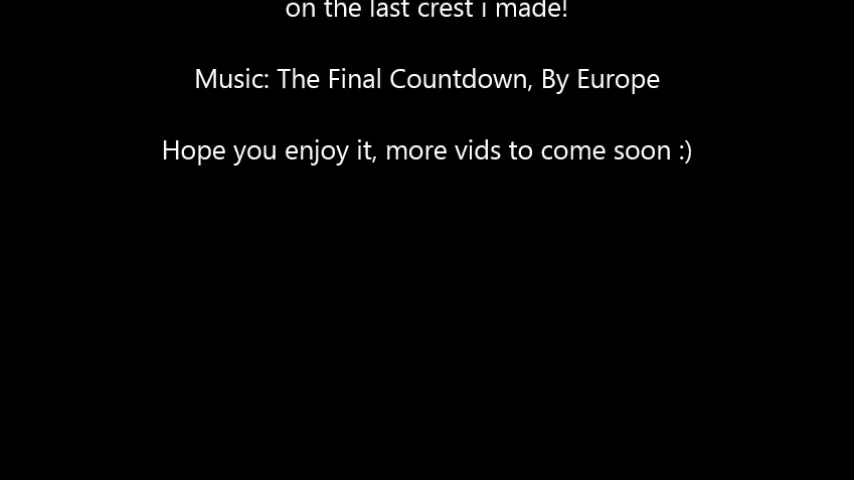 on the last crest i made!
Music: The Final Countdown, By Europe
Hope you enjoy it, more vids to come soon :)